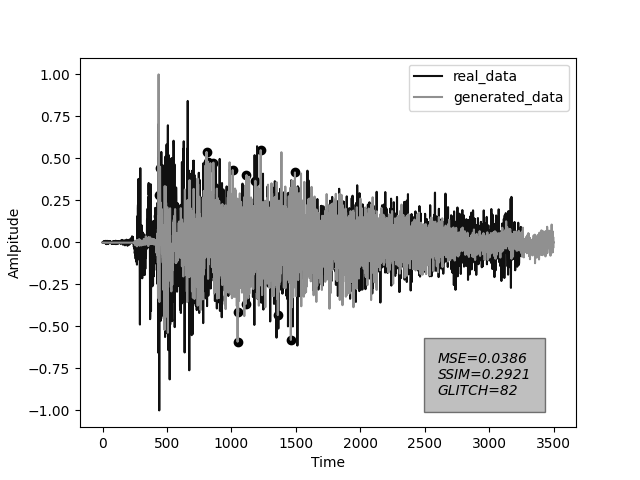 1.00
0.75
0.50
0.25
0.00
−0.25
−0.50
−0.75
−1.00
Amlpitude
real_data
generated_data
MSE=0.0386
SSIM=0.2921
GLITCH=82
0 500 1000 1500 2000 2500 3000 3500
Time